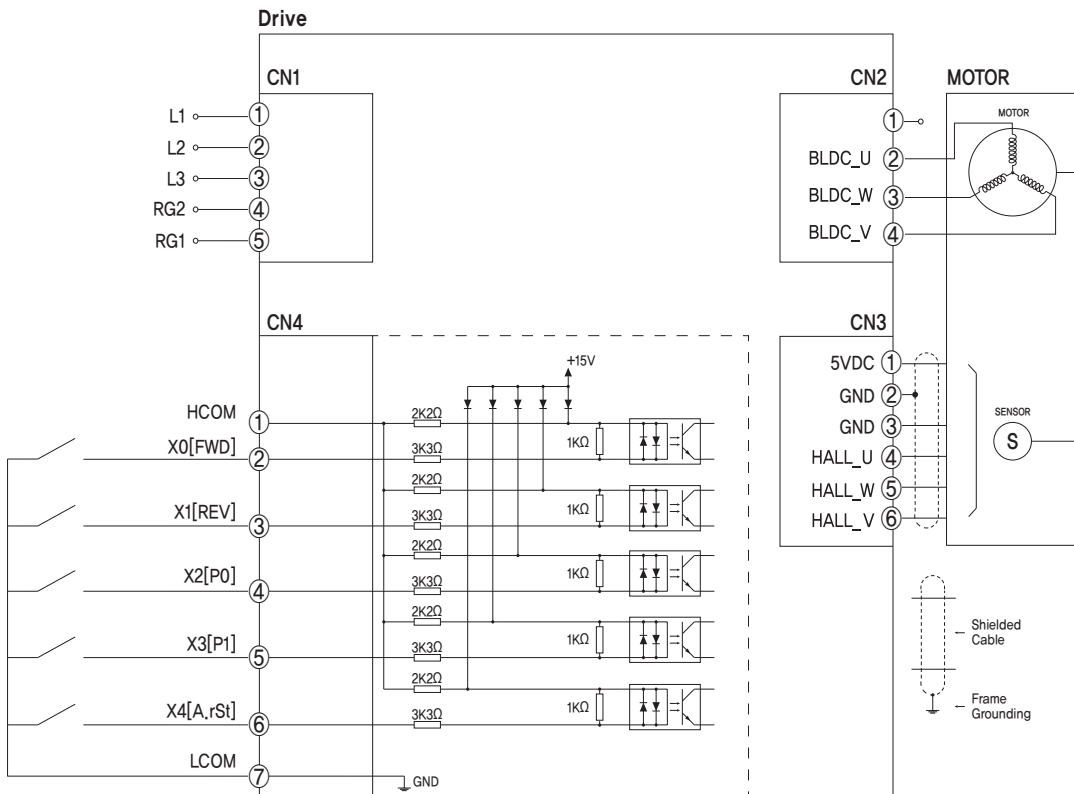 Drive
CN1
CN2
MOTOR
L1 ①
L2 ②
L3 ③
RG2 ④
RG1 ⑤
①
BLDC_U ②
BLDC_W ③
BLDC_V ④
MOTOR
CN4
CN3
+15V
HCOM ①
2K2Ω
X0[FWD] ②
3K3Ω
1KΩ
2K2Ω
X1[REV] ③
3K3Ω
1KΩ
2K2Ω
X2[P0] ④
3K3Ω
1KΩ
2K2Ω
X3[P1] ⑤
3K3Ω
1KΩ
2K2Ω
X4[A.rSt] ⑥
3K3Ω
1KΩ
LCOM ⑦
GND
5VDC ①
GND ②
GND ③
HALL_U ④
HALL_W ⑤
HALL_V ⑥
SENSOR
S
← Shielded
Cable
← Frame
Grounding